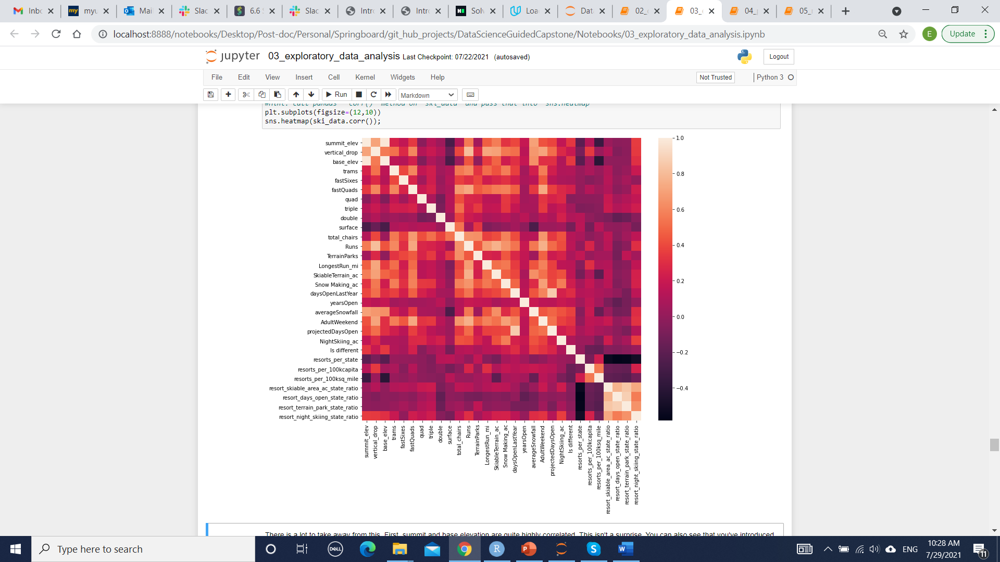 Inbo
myu
Mail
Slac
6.6
Slac
Intro
Intro
Solv
Loa
Data
02_
03_
04_
05_
localhost:8888/notebooks/Desktop/Post-doc/Personal/Springboard/git_hub_projects/DataScienceGuidedCapstone/Notebooks/03_exploratory_data_analysis.ipynb
E
Update
jupyter 03_exploratory_data_analysis Last Checkpoint: 07/22/2021 (autosaved)
Logout
File Edit View Insert Cell Kernel Widgets Help
Not Trusted
Python 3
Run
Markdown
#Hint: call pandas `corr()` method on `ski_data` and pass that into `sns.heatmap`
plt.subplots(figsize=(12,10))
sns.heatmap(ski_data.corr());
summit_elev
vertical_drop
base_elev
trams
fastSixes
fastQuads
quad
triple
double
surface
total_chairs
Runs
TerrainParks
LongestRun_mi
SkiableTerrain_ac
Snow Making_ac
daysOpenLastYear
yearsOpen
averageSnowfall
AdultWeekend
projectedDaysOpen
NightSkiing_ac
Is different
resorts_per_state
resorts_per_100kcapita
resorts_per_100ksq_mile
resort_skiable_area_ac_state_ratio
resort_days_open_state_ratio
resort_terrain_park_state_ratio
resort_night_skiing_state_ratio
1.0
0.8
0.6
0.4
0.2
0.0
−0.2
−0.4
summit_elev
vertical_drop
base_elev
trams
fastSixes
fastQuads
quad
triple
double
surface
total_chairs
Runs
TerrainParks
LongestRun_mi
SkiableTerrain_ac
Snow Making_ac
daysOpenLastYear
yearsOpen
averageSnowfall
AdultWeekend
projectedDaysOpen
NightSkiing_ac
Is different
resorts_per_state
resorts_per_100kcapita
resorts_per_100ksq_mile
resort_skiable_area_ac_state_ratio
resort_days_open_state_ratio
resort_terrain_park_state_ratio
resort_night_skiing_state_ratio
There is a lot to take away from this. First, summit and base elevation are quite highly correlated. This isn't a surprise. You can also see that you've introduced
Type here to search
DELL
R
P
S
W
ENG
10:28 AM
7/29/2021
11